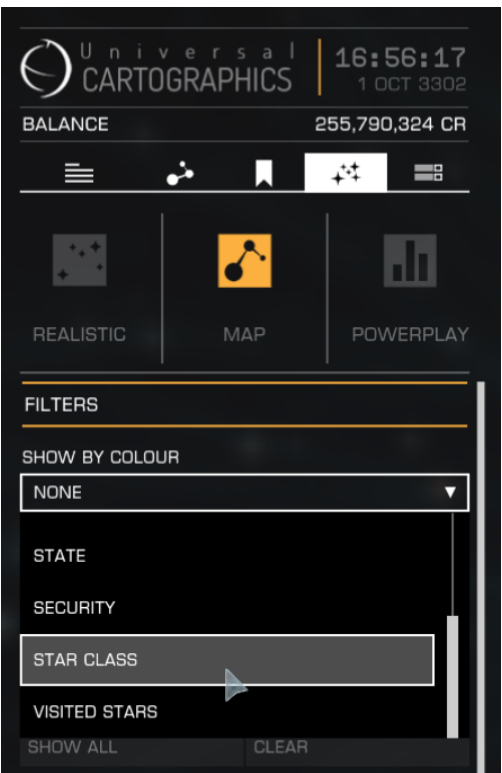 Universal 16:56:17
CARTOGRAPHICS 1 OCT 3302
BALANCE 255,790,324 CR
REALISTIC MAP POWERPLAY
FILTERS
SHOW BY COLOUR
NONE
STATE
SECURITY
STAR CLASS
VISITED STARS
SHOW ALL CLEAR